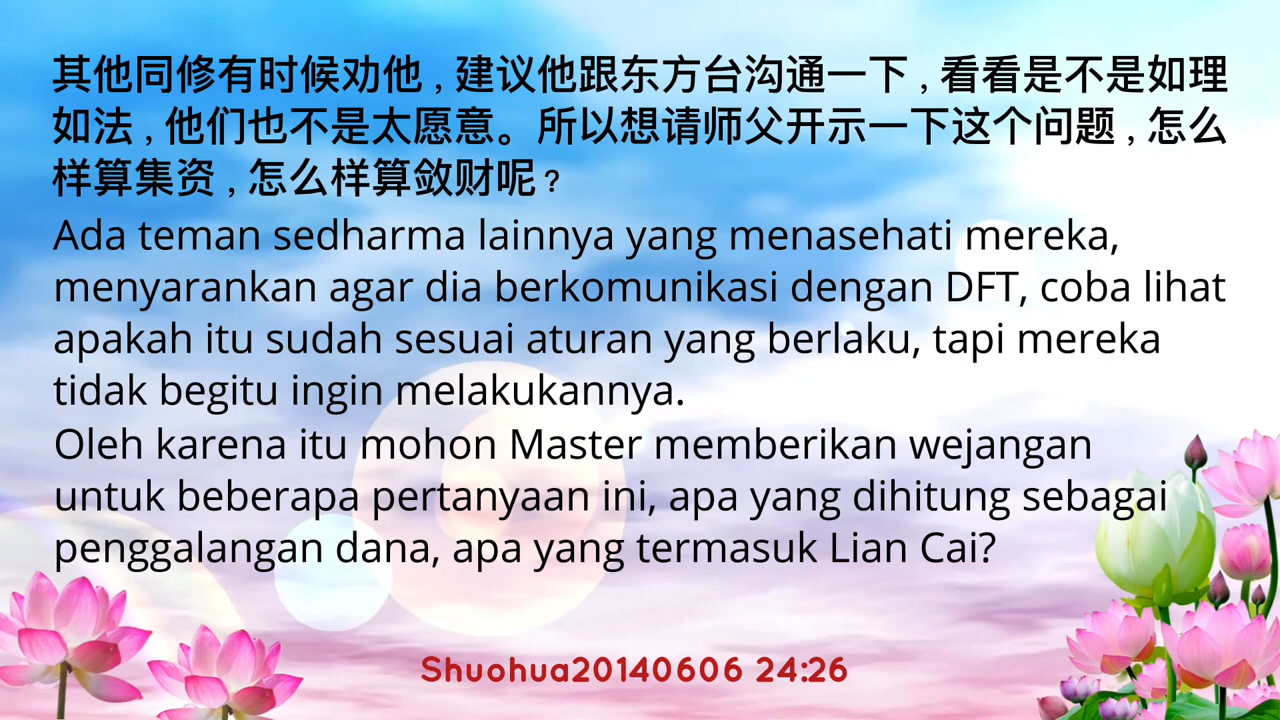 其他同修有时候劝他，建议他跟东方台沟通一下，看看是不是如理
如法，他们也不是太愿意。所以想请师父开示一下这个问题，怎么
样算集资，怎么样算敛财呢？
Ada teman sedharma lainnya yang menasehati mereka,
menyarankan agar dia berkomunikasi dengan DFT, coba lihat
apakah itu sudah sesuai aturan yang berlaku, tapi mereka
tidak begitu ingin melakukannya.
Oleh karena itu mohon Master memberikan wejangan
untuk beberapa pertanyaan ini, apa yang dihitung sebagai
penggalangan dana, apa yang termasuk Lian Cai?
Shuohua20140606 24:26